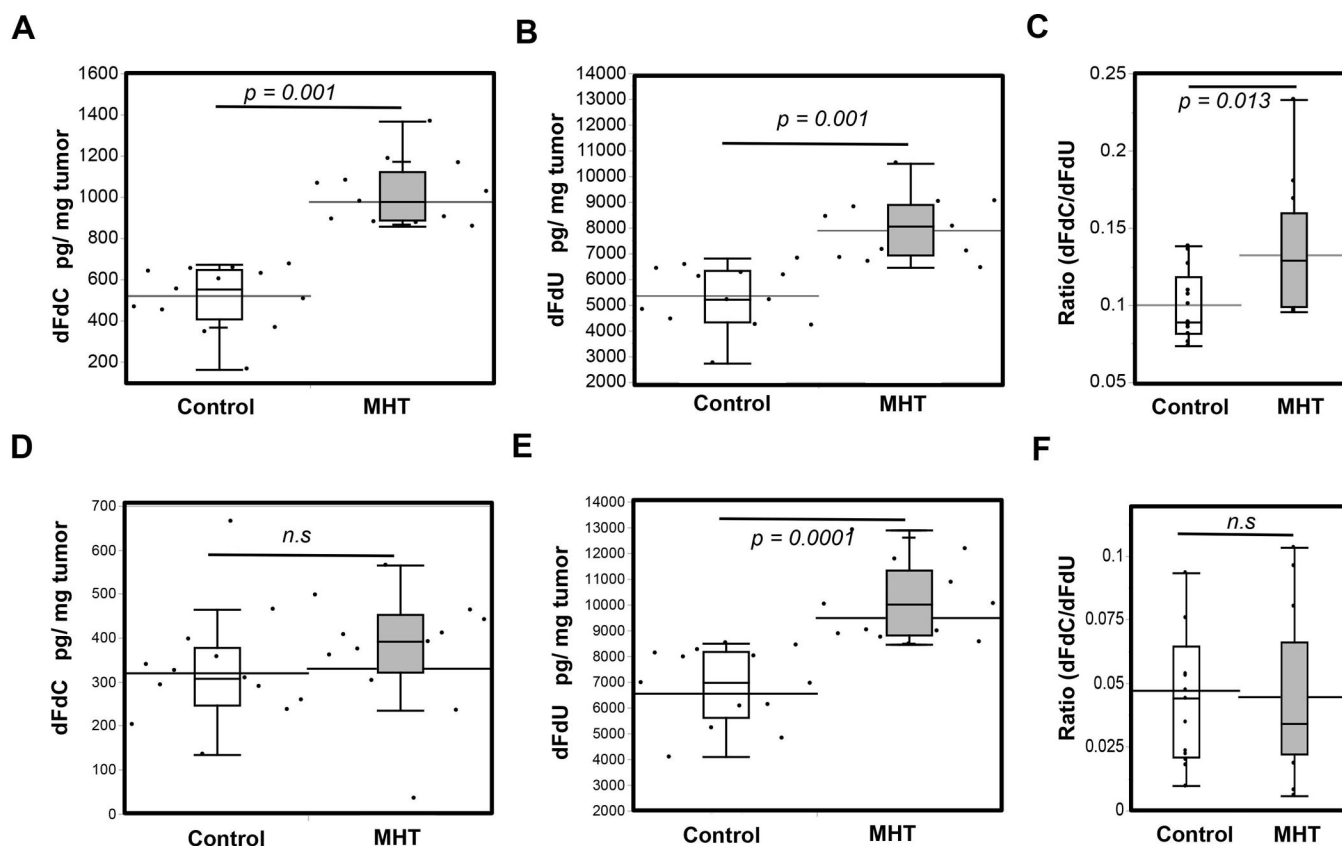 A
dFdC pg/ mg tumor
1600
1400
1200
1000
800
600
400
200
p = 0.001
Control MHT
B
dFdU pg/ mg tumor
14000
13000
12000
11000
10000
9000
8000
7000
6000
5000
4000
3000
2000
p = 0.001
Control MHT
C
Ratio (dFdC/dFdU
0.25
0.2
0.15
0.1
0.05
p = 0.013
Control MHT
D
dFdC pg/ mg tumor
700
600
500
400
300
200
100
0
n.s
Control MHT
E
dFdU pg/ mg tumor
14000
13000
12000
11000
10000
9000
8000
7000
6000
5000
4000
3000
2000
p = 0.0001
Control MHT
F
Ratio (dFdC/dFdU
0.1
0.075
0.05
0.025
0
n.s
Control MHT